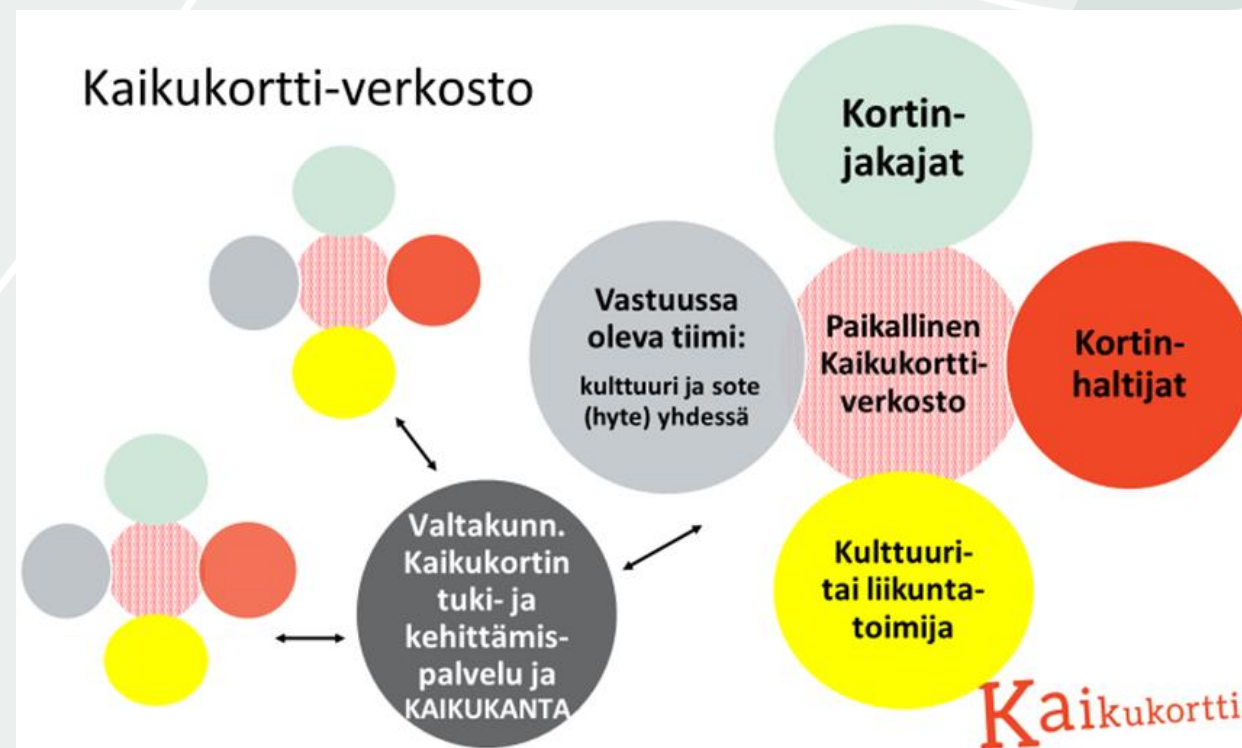 Kaikukortti-verkosto
Kortin-
jakajat
Vastuussa
oleva tiimi:
kulttuuri ja sote
(hyte) yhdessä
Paikallinen
Kaikukortti-
verkosto
Kortin-
haltijat
Valtakunn.
Kaikukortin
tuki- ja
kehittämis-
palvelu ja
KAIKUKANTA
Kulttuuri-
tai liikunta-
toimija
Kaikukortti